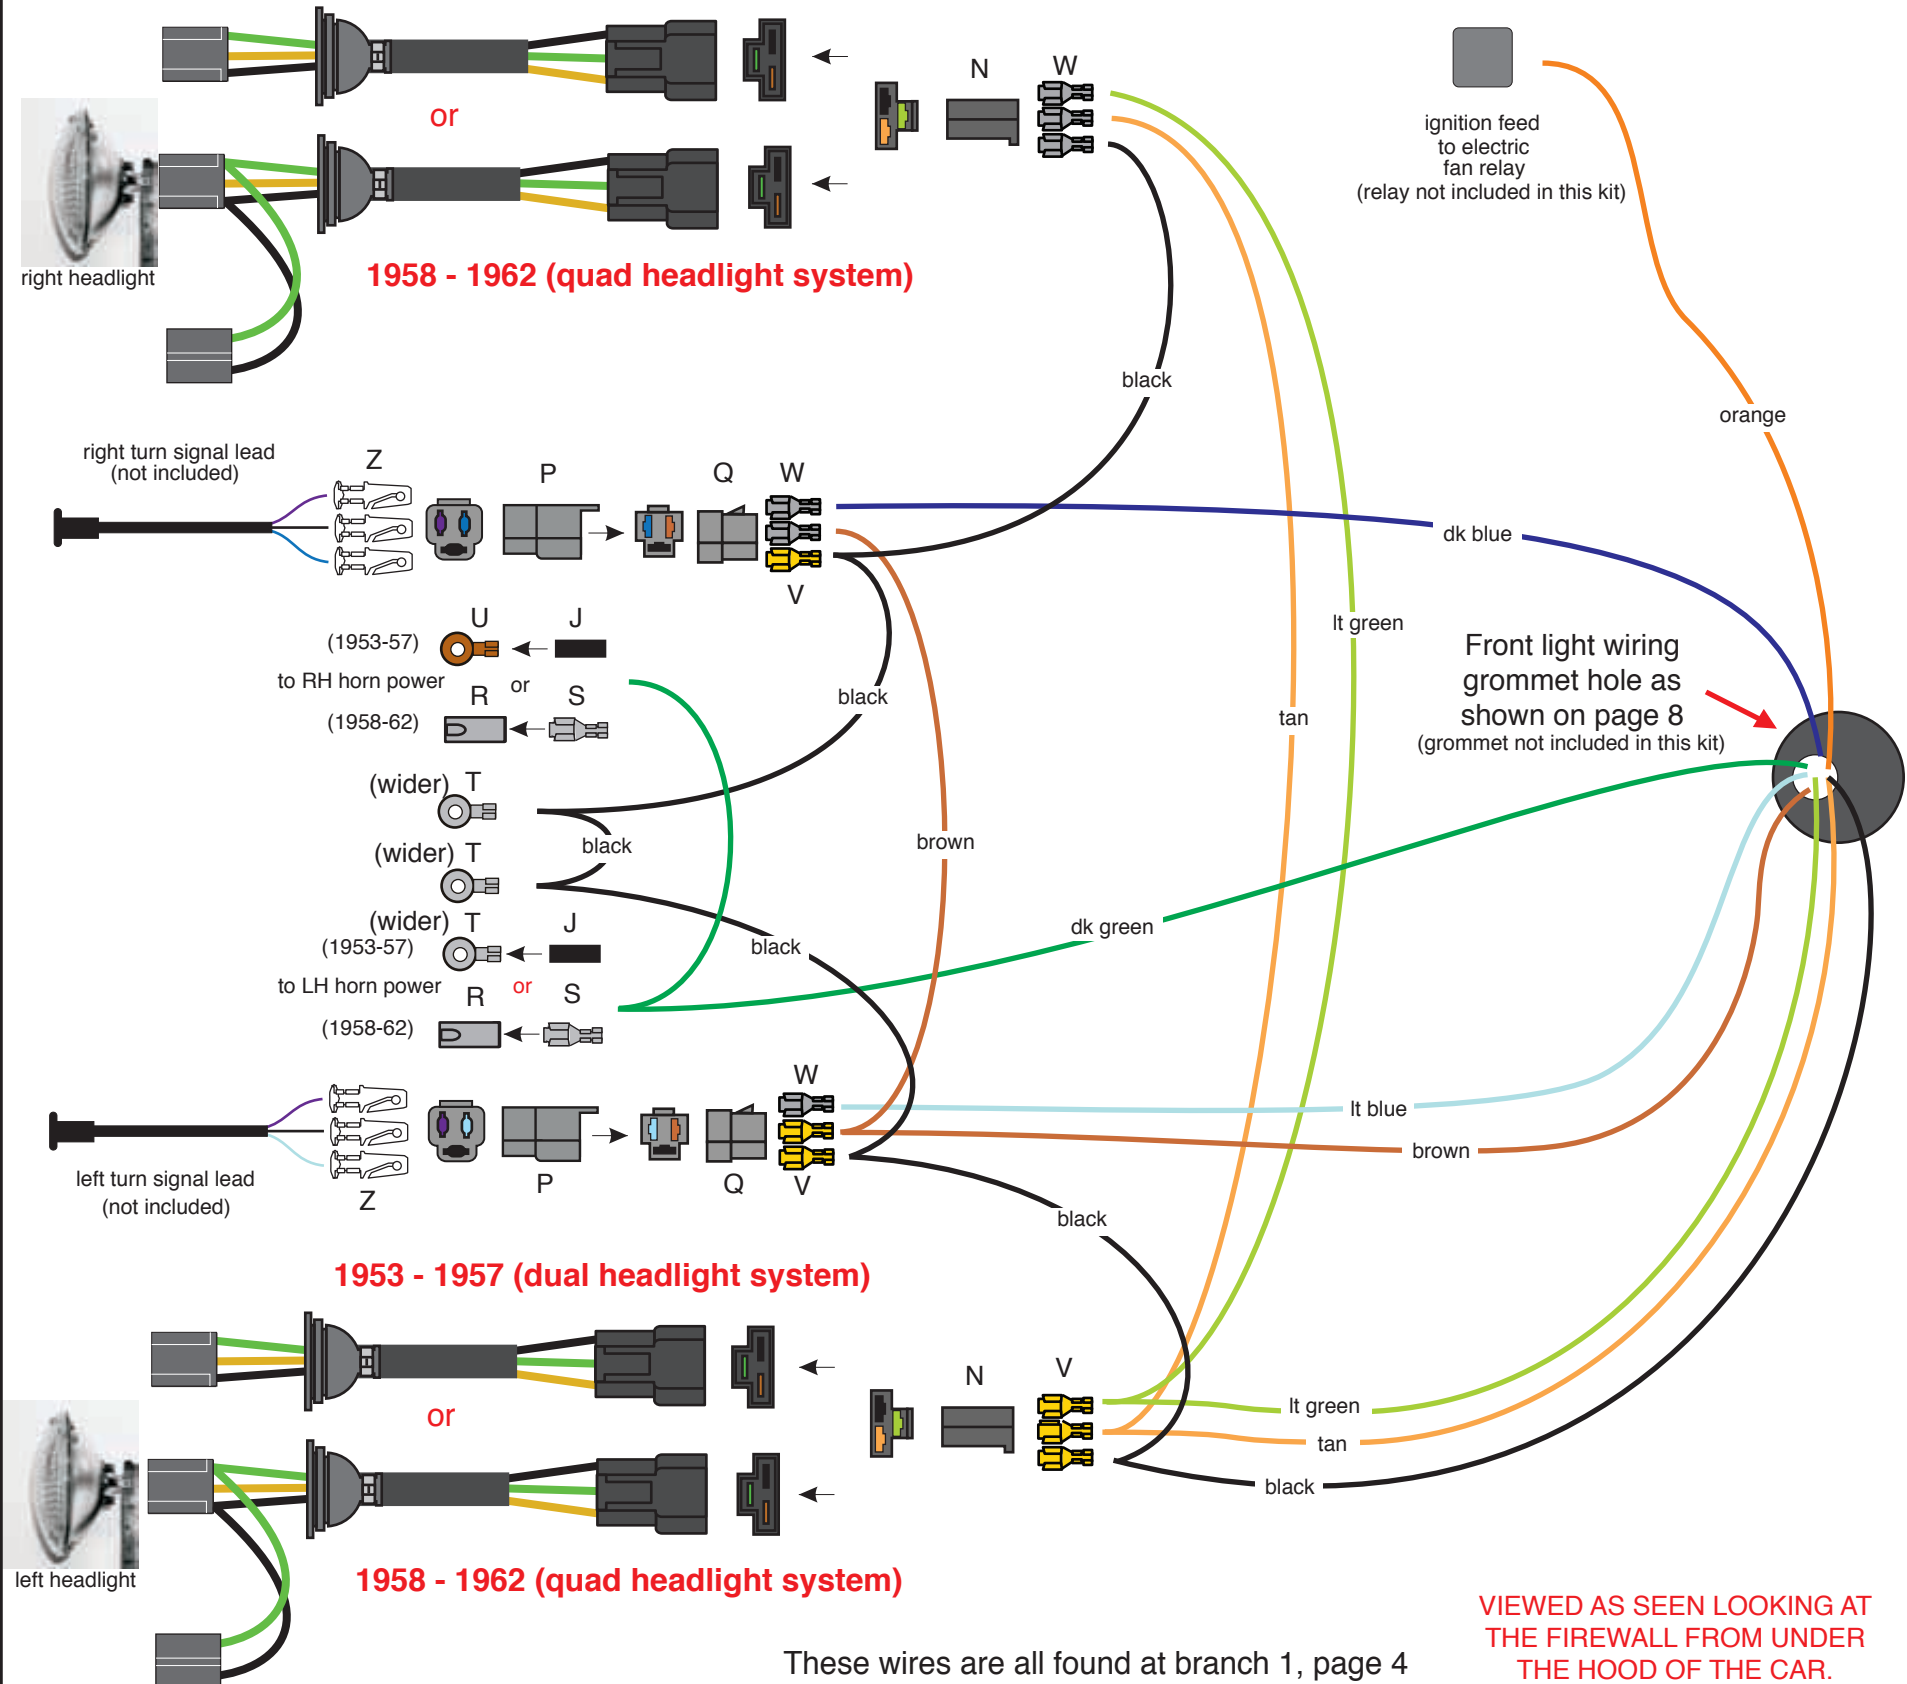 or
right headlight
1958 - 1962 (quad headlight system)
N
W
ignition feed
to electric
fan relay
(relay not included in this kit)
black
orange
right turn signal lead
(not included)
Z
P
Q
W
V
dk blue
lt green
(1953-57)
U
J
to RH horn power
or
R
S
(1958-62)
black
tan
Front light wiring
grommet hole as
shown on page 8
(grommet not included in this kit)
(wider) T
black
(wider) T
brown
(wider) T
J
(1953-57)
to LH horn power
or
R
S
(1958-62)
black
dk green
W
lt blue
brown
left turn signal lead
(not included)
Z
P
Q
V
black
1953 - 1957 (dual headlight system)
or
N
V
lt green
tan
black
left headlight
1958 - 1962 (quad headlight system)
These wires are all found at branch 1, page 4
VIEWED AS SEEN LOOKING AT
THE FIREWALL FROM UNDER
THE HOOD OF THE CAR.